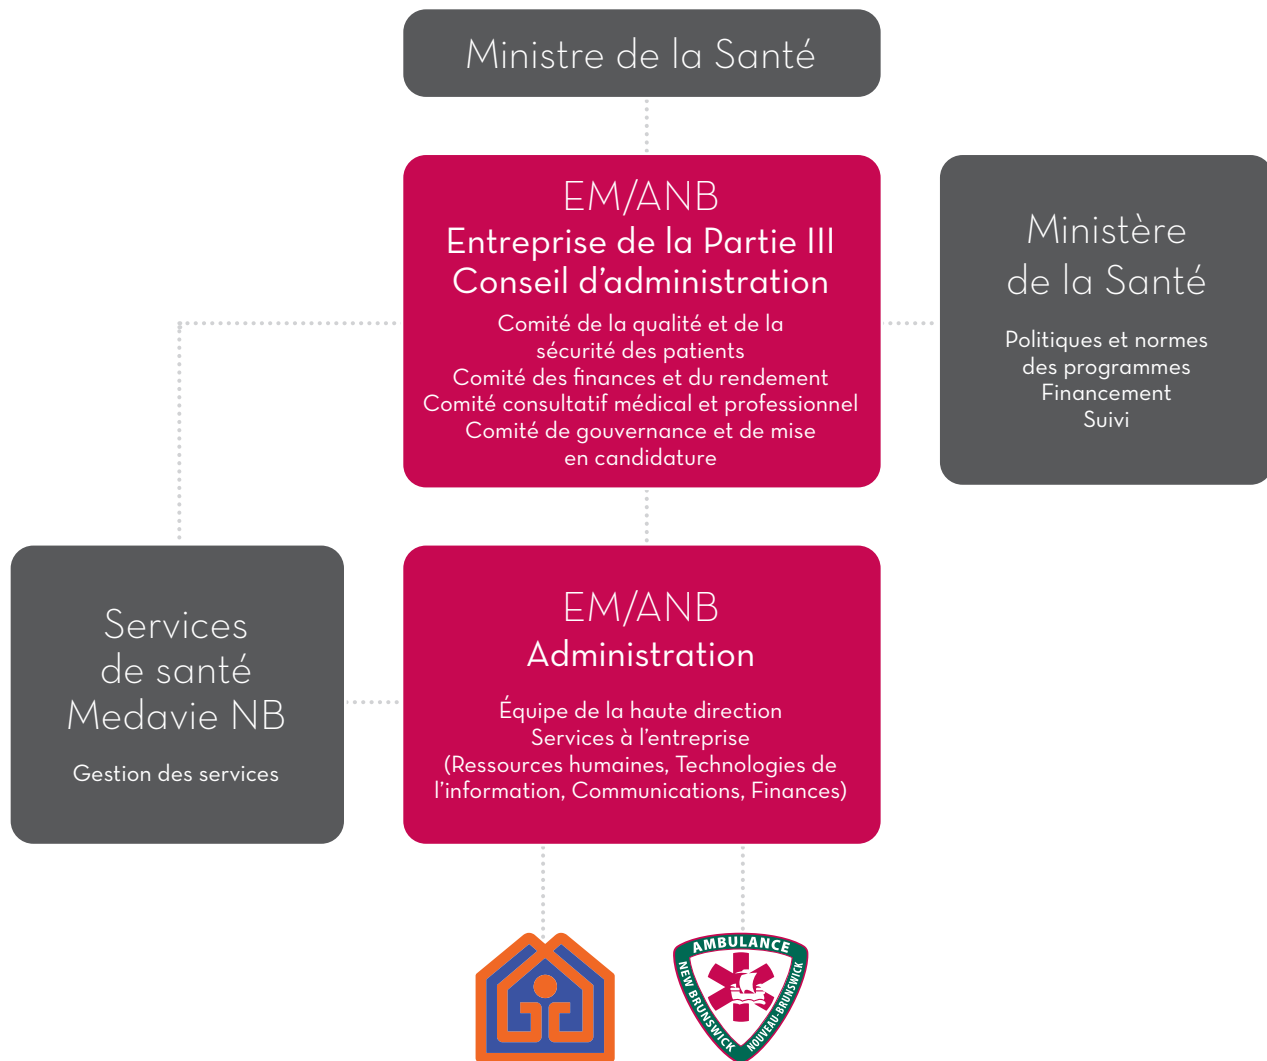 Ministre de la Santé
EM/ANB
Entreprise de la Partie III
Conseil d’administration
Comité de la qualité et de la
sécurité des patients
Comité des finances et du rendement
Comité consultatif médical et professionnel
Comité de gouvernance et de mise
en candidature
Ministère
de la Santé
Politiques et normes
des programmes
Financement
Suivi
Services
de santé
Medavie NB
Gestion des services
EM/ANB
Administration
Équipe de la haute direction
Services à l’entreprise
(Ressources humaines, Technologies de
l’information, Communications, Finances)
AMBULANCE
NEW BRUNSWICK
NOUVEAU-BRUNSWICK